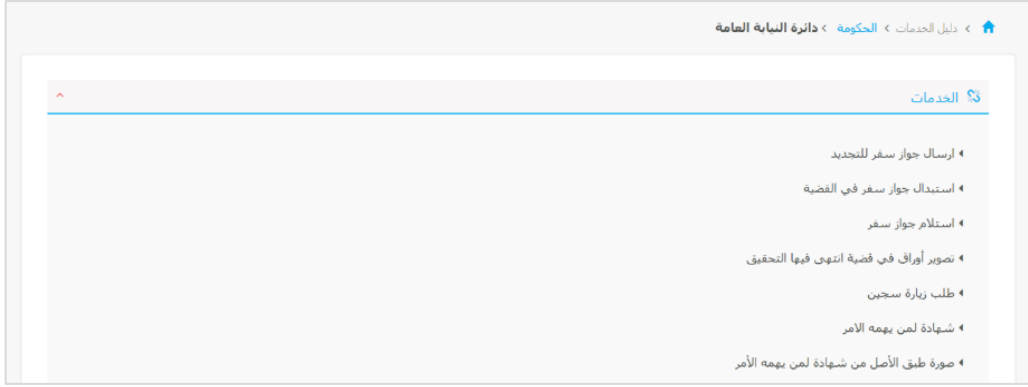 دليل الخدمات › الحكومة › دائرة النيابة العامة
الخدمات
ارسال جواز سفر للتجديد
استبدال جواز سفر في القضية
استلام جواز سفر
تصوير أوراق في قضية انتهى فيها التحقيق
طلب زيارة سجين
شهادة لمن يهمه الامر
صورة طبق الأصل من شهادة لمن يهمه الأمر